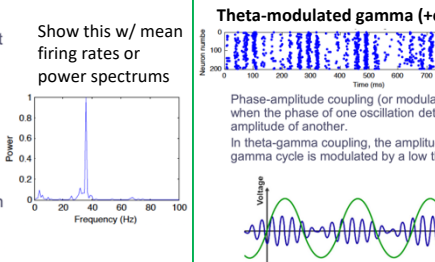 Show this w/ mean
firing rates or
power spectrums
1
0.8
0.6
0.4
0.2
0
0 20 40 60 80 100
Power
Frequency (Hz)
Theta-modulated gamma (+
Neuron numbe
0
100
200
0 100 200 300 400 500 600 700
Time (ms)
Phase-amplitude coupling (or modula
when the phase of one oscillation det
amplitude of another.
In theta-gamma coupling, the amplitu
gamma cycle is modulated by a low th
Voltage